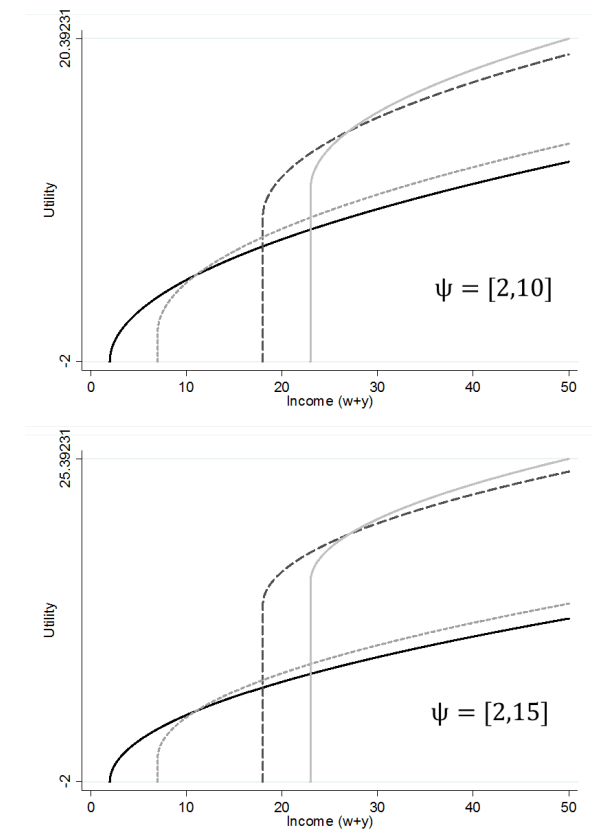 20.39231
Utility
-2
ψ = [2,10]
0 10 20 30 40 50
Income (w+y)
25.39231
Utility
-2
ψ = [2,15]
0 10 20 30 40 50
Income (w+y)